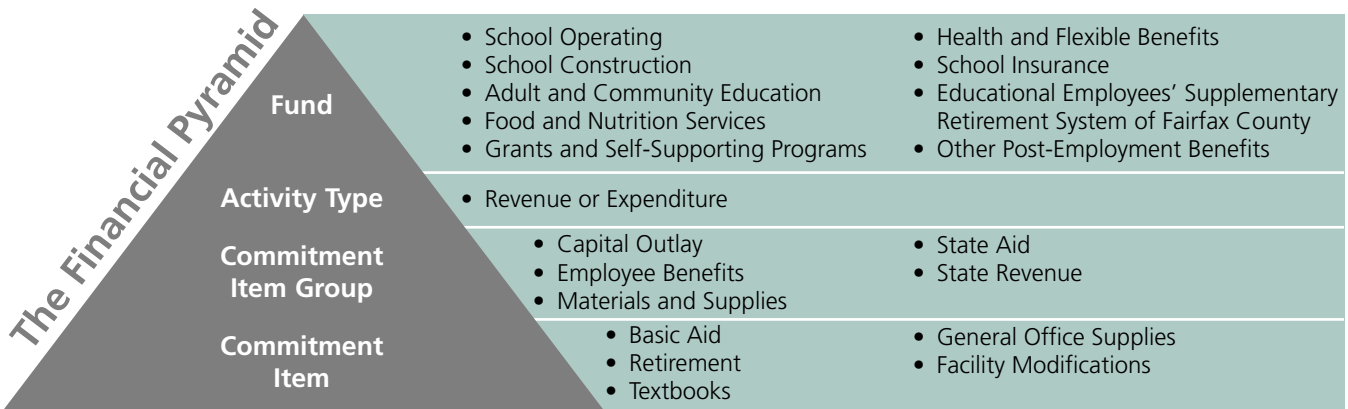 The Financial Pyramid
Fund
• School Operating
• School Construction
• Adult and Community Education
• Food and Nutrition Services
• Grants and Self-Supporting Programs
• Health and Flexible Benefits
• School Insurance
• Educational Employees’ Supplementary
Retirement System of Fairfax County
• Other Post-Employment Benefits
Activity Type
• Revenue or Expenditure
Commitment
Item Group
• Capital Outlay
• Employee Benefits
• Materials and Supplies
• State Aid
• State Revenue
Commitment
Item
• Basic Aid
• Retirement
• Textbooks
• General Office Supplies
• Facility Modifications